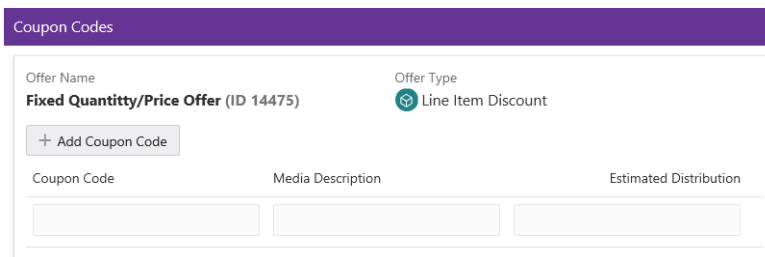 Coupon Codes
Offer Name
Offer Type
Fixed Quantitty/Price Offer (ID 14475)
Line Item Discount
+ Add Coupon Code
Coupon Code
Media Description
Estimated Distribution